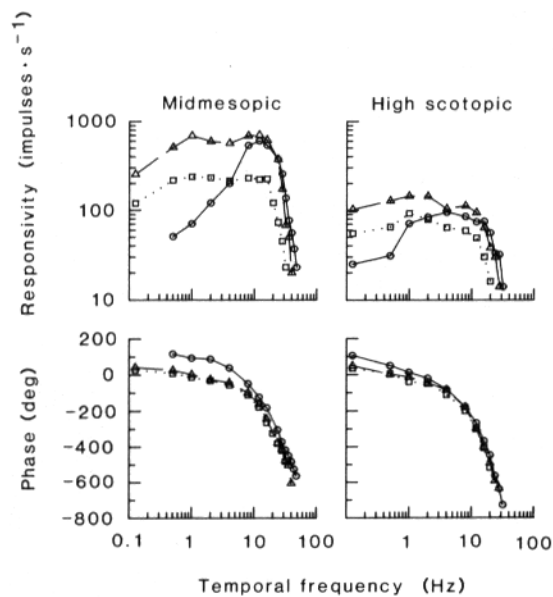 Midmesopic
High scotopic
Responsivity (impulses·s⁻¹)
1000
100
10
Phase (deg)
200
0
-200
-400
-600
-800
0.1 1 10 100
1 10 100
Temporal frequency (Hz)